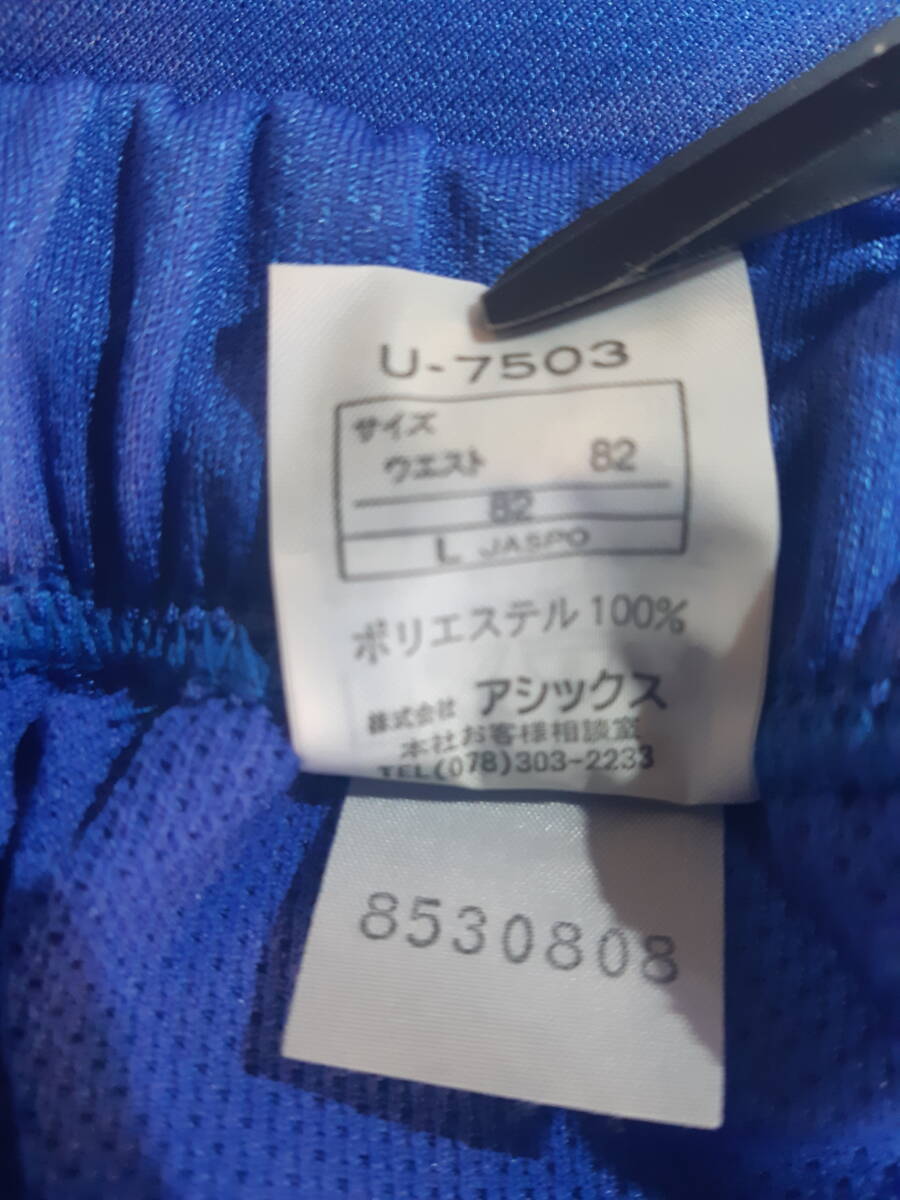 U-7503
サイズ
ウエスト 82
82
L JASPO
ポリエステル 100%
株式会社 アシックス
本社お客様相談室
TEL(078)303-2233
8530808